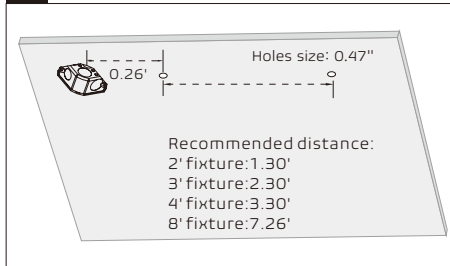 Holes size: 0.47"
0.26'
Recommended distance:
2' fixture:1.30'
3' fixture:2.30'
4' fixture:3.30'
8' fixture:7.26'